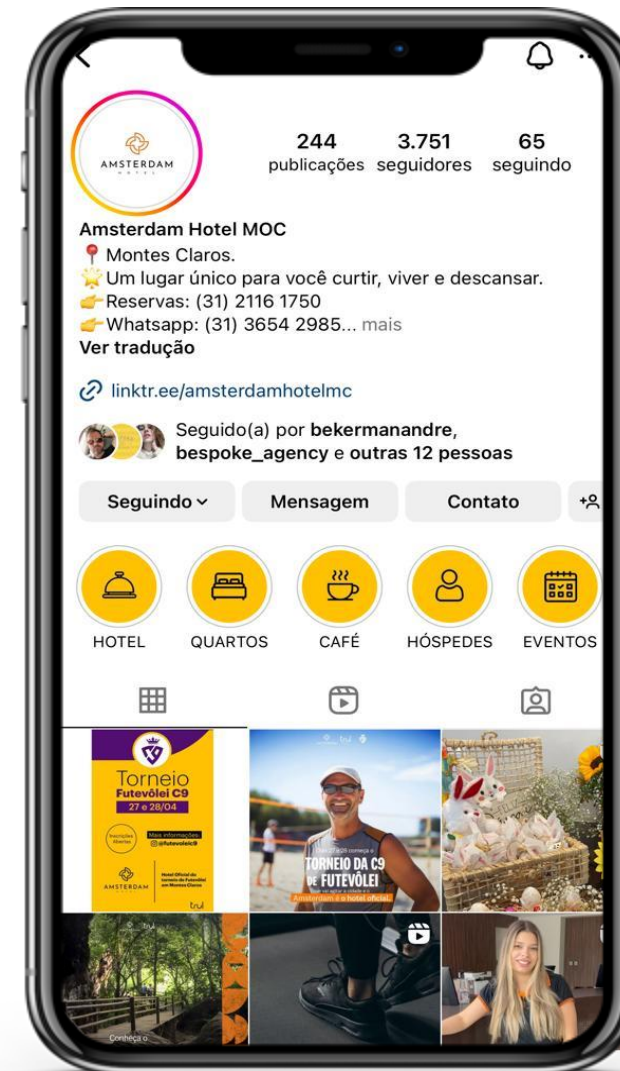 AMSTERDAM
HOTEL
244
publicações
3.751
seguidores
65
seguindo
Amsterdam Hotel MOC
Montes Claros.
Um lugar único para você curtir, viver e descansar.
Reservas: (31) 2116 1750
Whatsapp: (31) 3654 2985... mais
Ver tradução
linktr.ee/amsterdamhotelmc
Seguido(a) por bekermanandre,
bespoke_agency e outras 12 pessoas
Seguindo
Mensagem
Contato
HOTEL
QUARTOS
CAFÉ
HÓSPEDES
EVENTOS
C9
Torneio
Futevôlei C9
27 e 28/04
Inscrições
abertas
Mais informações:
@futevoleic9
AMSTERDAM
Hotel Oficial do
torneio de Futevôlei
em Montes Claros
trul
trul
TORNEIO DA C9
DE FUTEVÔLEI
Amsterdam é o hotel oficial.
Conheça o